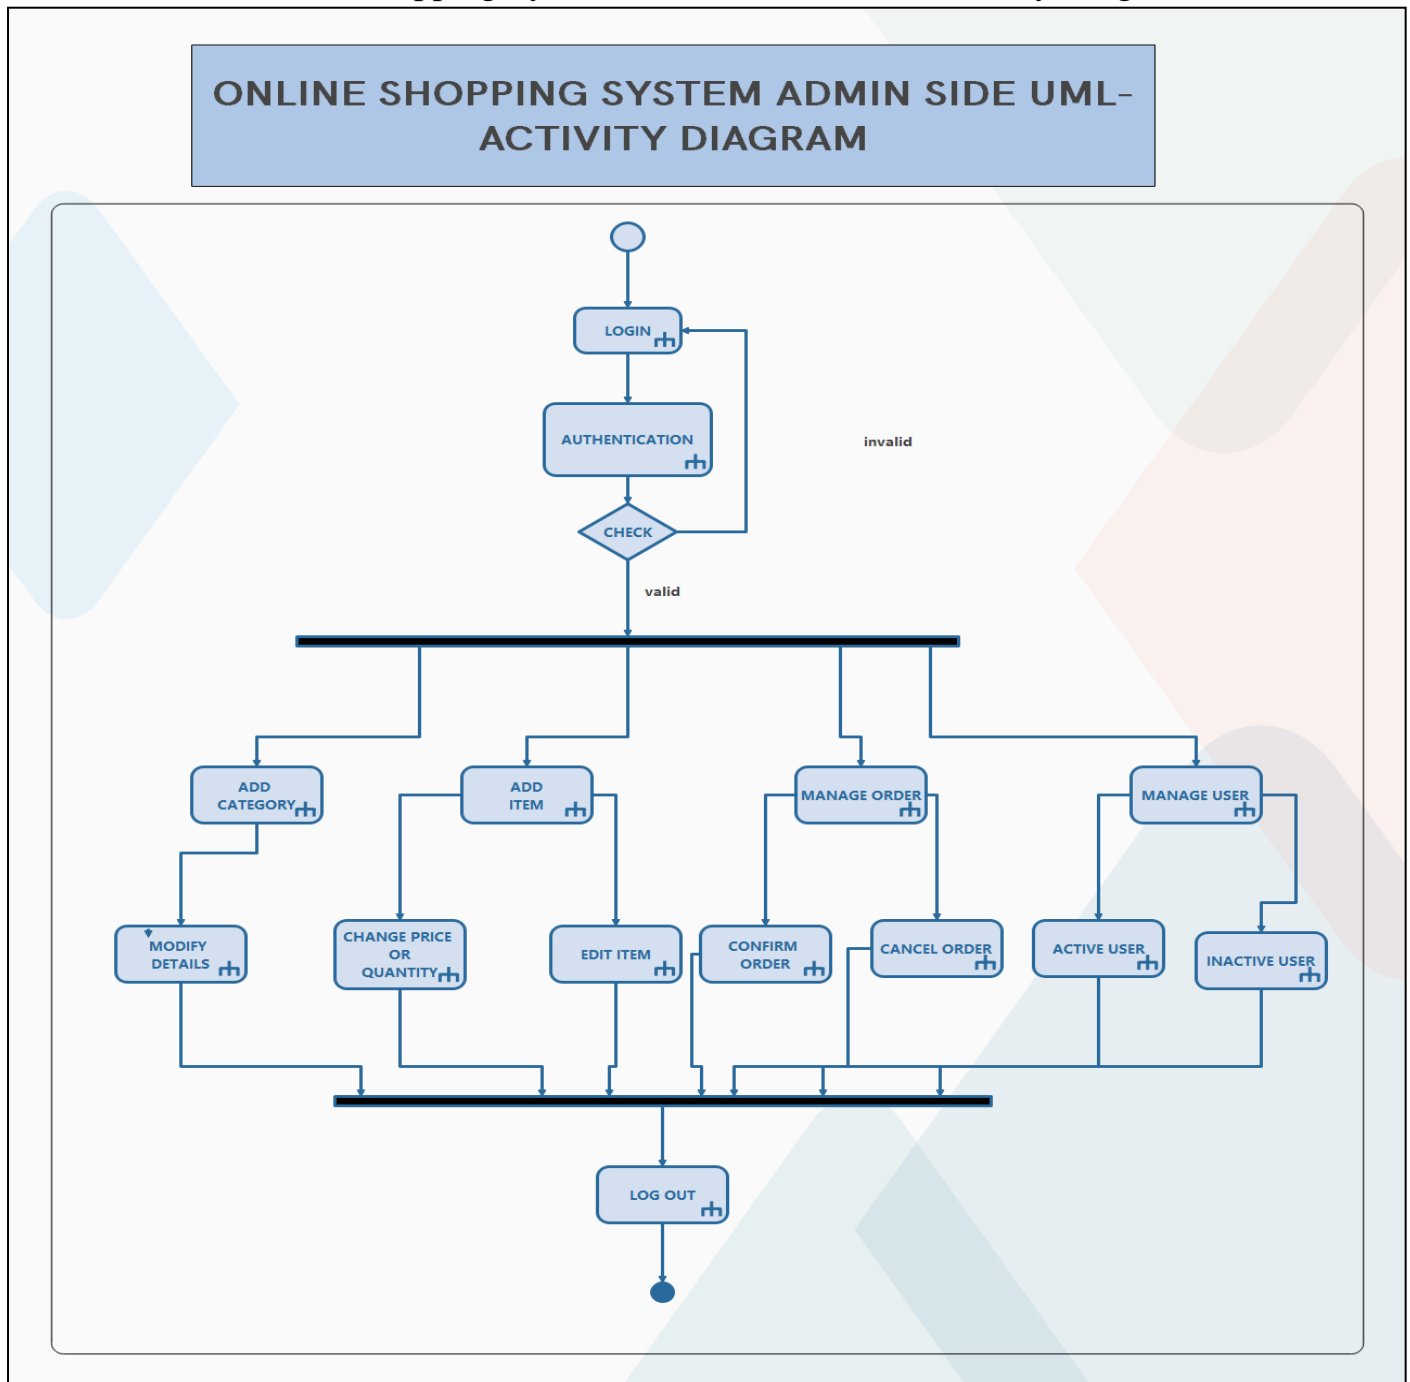 ONLINE SHOPPING SYSTEM ADMIN SIDE UML-
ACTIVITY DIAGRAM
LOGIN
AUTHENTICATION
invalid
CHECK
valid
ADD
CATEGORY
ADD
ITEM
MANAGE ORDER
MANAGE USER
MODIFY
DETAILS
CHANGE PRICE
OR
QUANTITY
EDIT ITEM
CONFIRM
ORDER
CANCEL ORDER
ACTIVE USER
INACTIVE USER
LOG OUT